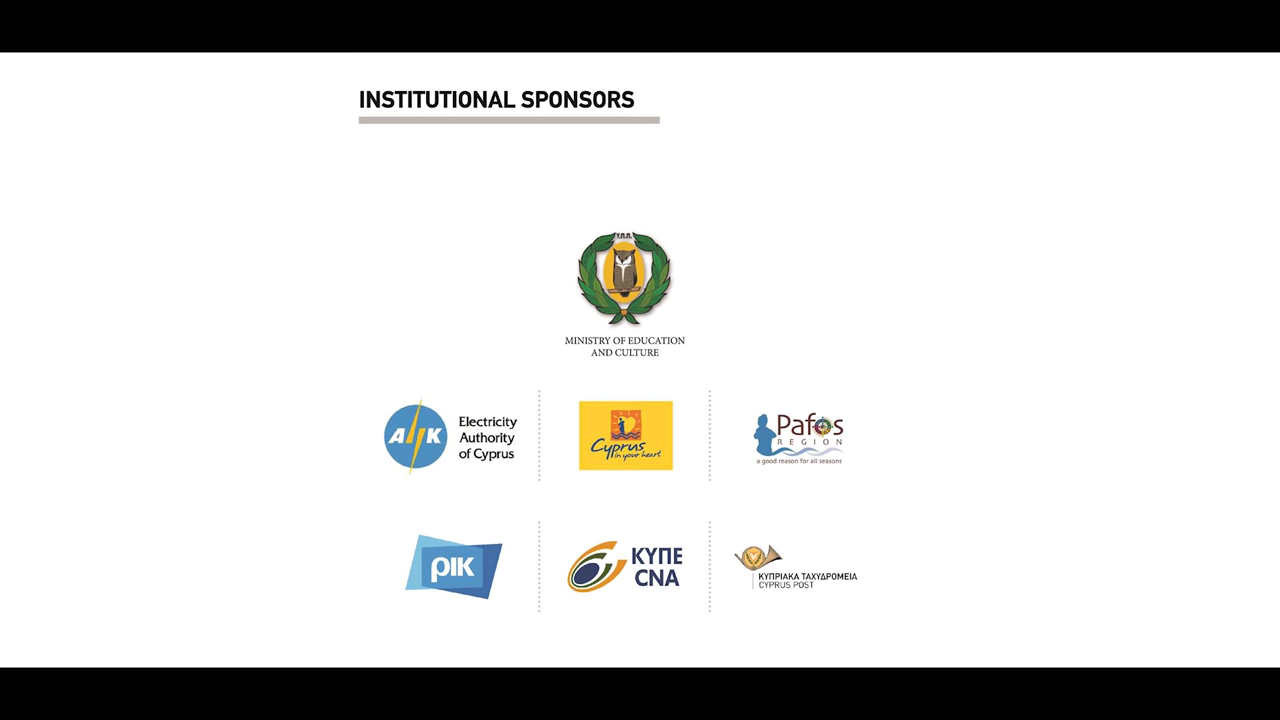 INSTITUTIONAL SPONSORS
Υ.Π.Π.
MINISTRY OF EDUCATION
AND CULTURE
ΑΗΚ
Electricity
Authority
of Cyprus
Cyprus
in your heart
Pafos
REGION
a good reason for all seasons
ΡΙΚ
ΚΥΠΕ
CNA
ΚΥΠΡΙΑΚΑ ΤΑΧΥΔΡΟΜΕΙΑ
CYPRUS POST